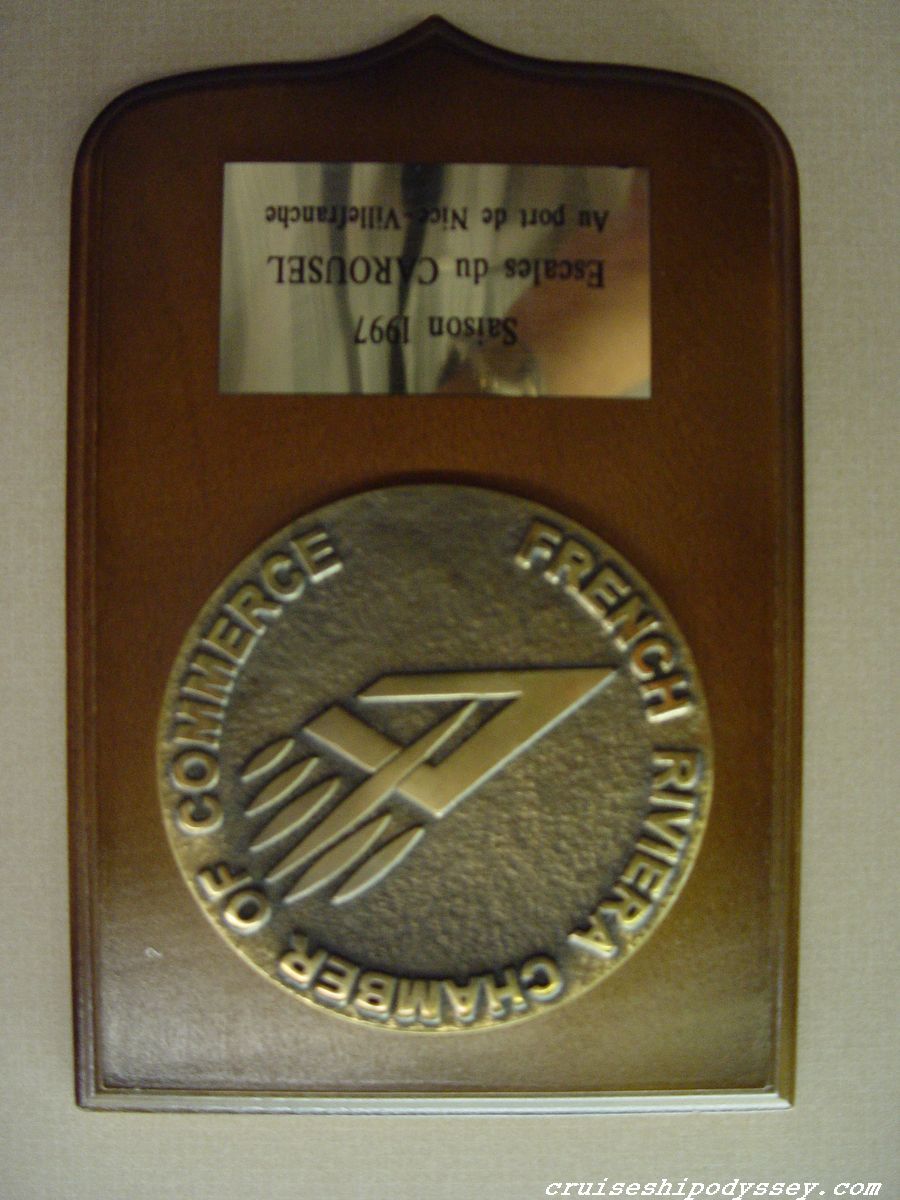 Saison 1997
Escales du CAROUSEL
Au port de Nice-Villefranche
FRENCH RIVIERA CHAMBER OF COMMERCE
cruiseshipodyssey.com